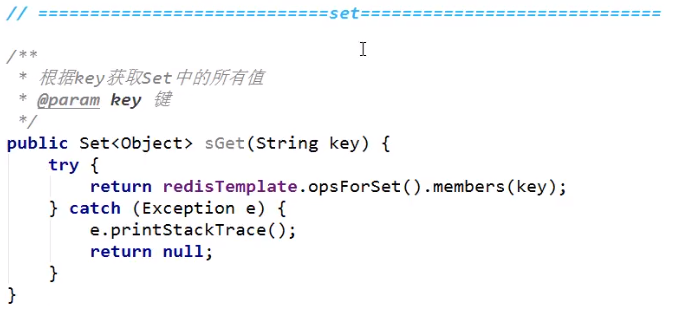 // ============================set=============================
/**
 * 根据key获取Set中的所有值
 * @param key 键
 */
public Set<Object> sGet(String key) {
    try {
        return redisTemplate.opsForSet().members(key);
    } catch (Exception e) {
        e.printStackTrace();
        return null;
    }
}